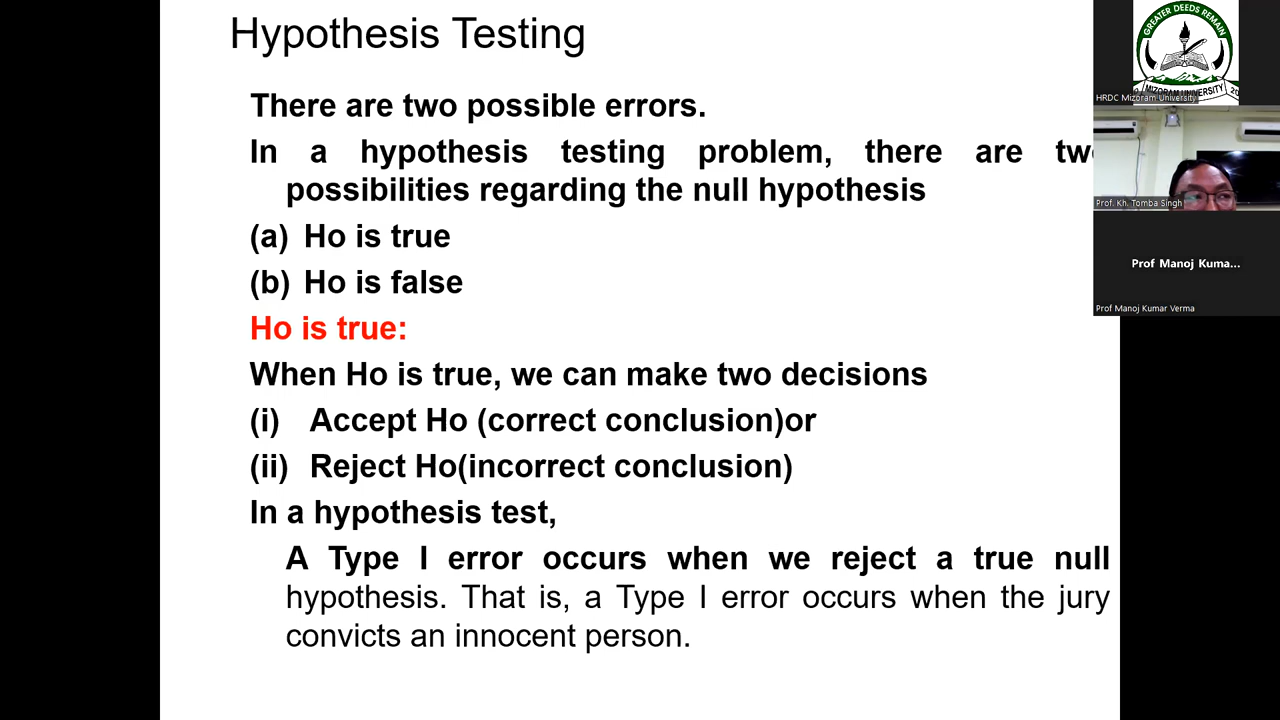 Hypothesis Testing
There are two possible errors.
In a hypothesis testing problem, there are two
possibilities regarding the null hypothesis
(a) Ho is true
(b) Ho is false
Ho is true:
When Ho is true, we can make two decisions
(i) Accept Ho (correct conclusion)or
(ii) Reject Ho(incorrect conclusion)
In a hypothesis test,
A Type I error occurs when we reject a true null
hypothesis. That is, a Type I error occurs when the jury
convicts an innocent person.
GREATER DEEDS REMAIN
MIZORAM UNIVERSITY
HRDC Mizoram University
Prof. Kh. Tomba Singh
Prof Manoj Kuma...
Prof Manoj Kumar Verma